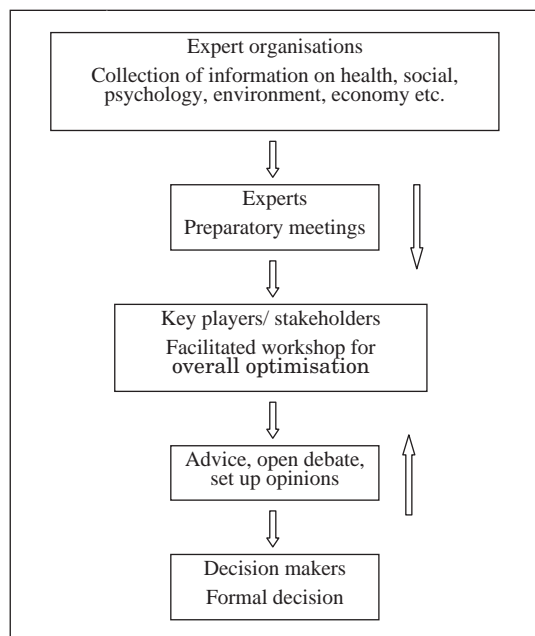 Expert organisations
Collection of information on health, social,
psychology, environment, economy etc.
Experts
Preparatory meetings
Key players/ stakeholders
Facilitated workshop for
overall optimisation
Advice, open debate,
set up opinions
Decision makers
Formal decision